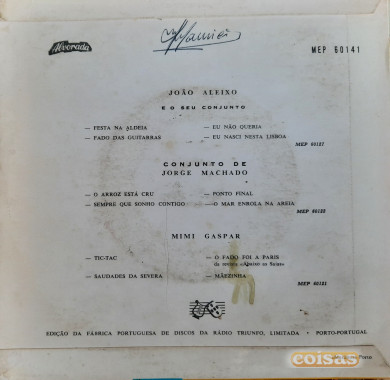 Alvorada
MEP 60141
JOÃO ALEIXO
E O SEU CONJUNTO
— FESTA NA ALDEIA — EU NÃO QUERIA
— FADO DAS GUITARRAS — EU NASCI NESTA LISBOA
MEP 60127
CONJUNTO DE
JORGE MACHADO
— O ARROZ ESTÁ CRU — PONTO FINAL
— SEMPRE QUE SONHO CONTIGO — O MAR ENROLA NA AREIA
MEP
MIMI GASPAR
— TIC-TAC — O FADO FOI A PARIS
da revista
— SAUDADES DA SEVERA — MÃEZINHA
MEP
EDIÇÃO DA FÁBRICA PORTUGUESA DE DISCOS DA RÁDIO TRIUNFO, LIMITADA • PORTO-PORTUGAL
coisas